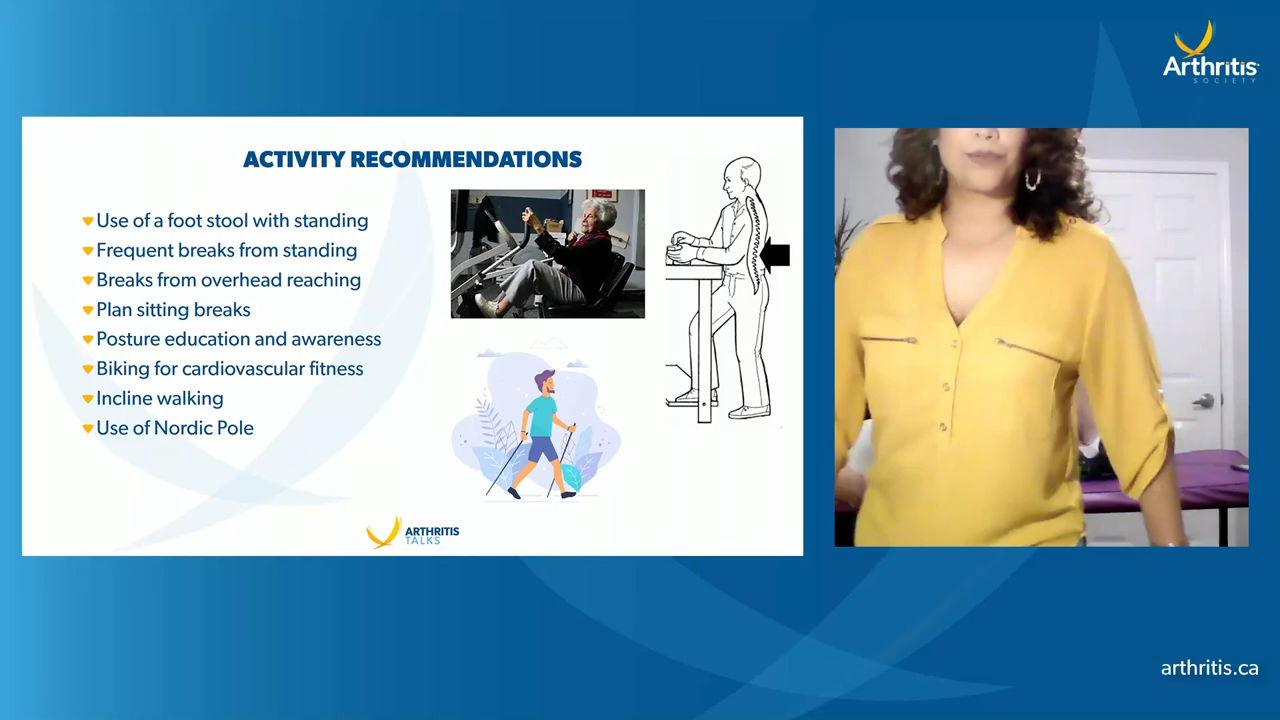 Arthritis
SOCIETY
ACTIVITY RECOMMENDATIONS
Use of a foot stool with standing
Frequent breaks from standing
Breaks from overhead reaching
Plan sitting breaks
Posture education and awareness
Biking for cardiovascular fitness
Incline walking
Use of Nordic Pole
ARTHRITIS
TALKS
arthritis.ca